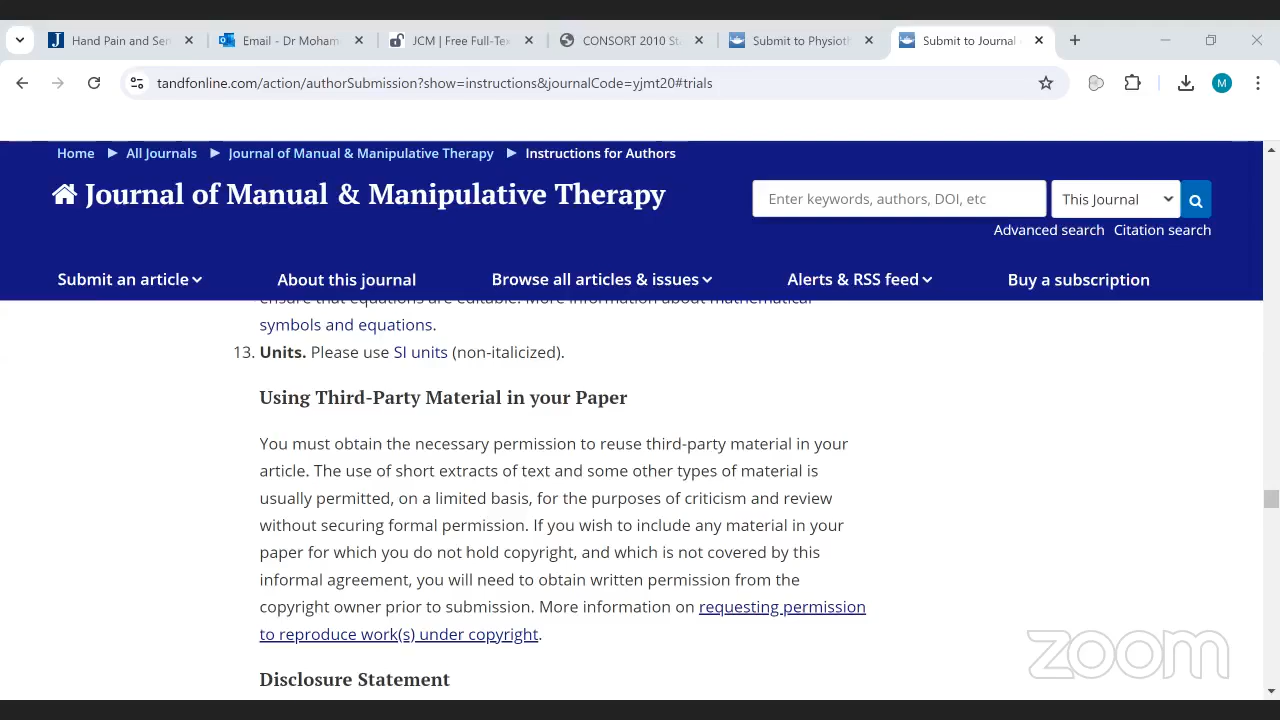 Hand Pain and Sen
Email - Dr Moham
JCM | Free Full-Te
CONSORT 2010 St
Submit to Physioth
Submit to Journal
tandfonline.com/action/authorSubmission?show=instructions&journalCode=yjmt20#trials
M
Home All Journals Journal of Manual & Manipulative Therapy Instructions for Authors
Journal of Manual & Manipulative Therapy
Enter keywords, authors, DOI, etc
This Journal
Advanced search Citation search
Submit an article About this journal Browse all articles & issues Alerts & RSS feed Buy a subscription
ensure that equations are editable. More information about mathematical
symbols and equations.
13. Units. Please use SI units (non-italicized).
Using Third-Party Material in your Paper
You must obtain the necessary permission to reuse third-party material in your
article. The use of short extracts of text and some other types of material is
usually permitted, on a limited basis, for the purposes of criticism and review
without securing formal permission. If you wish to include any material in your
paper for which you do not hold copyright, and which is not covered by this
informal agreement, you will need to obtain written permission from the
copyright owner prior to submission. More information on requesting permission
to reproduce work(s) under copyright.
Disclosure Statement
zoom